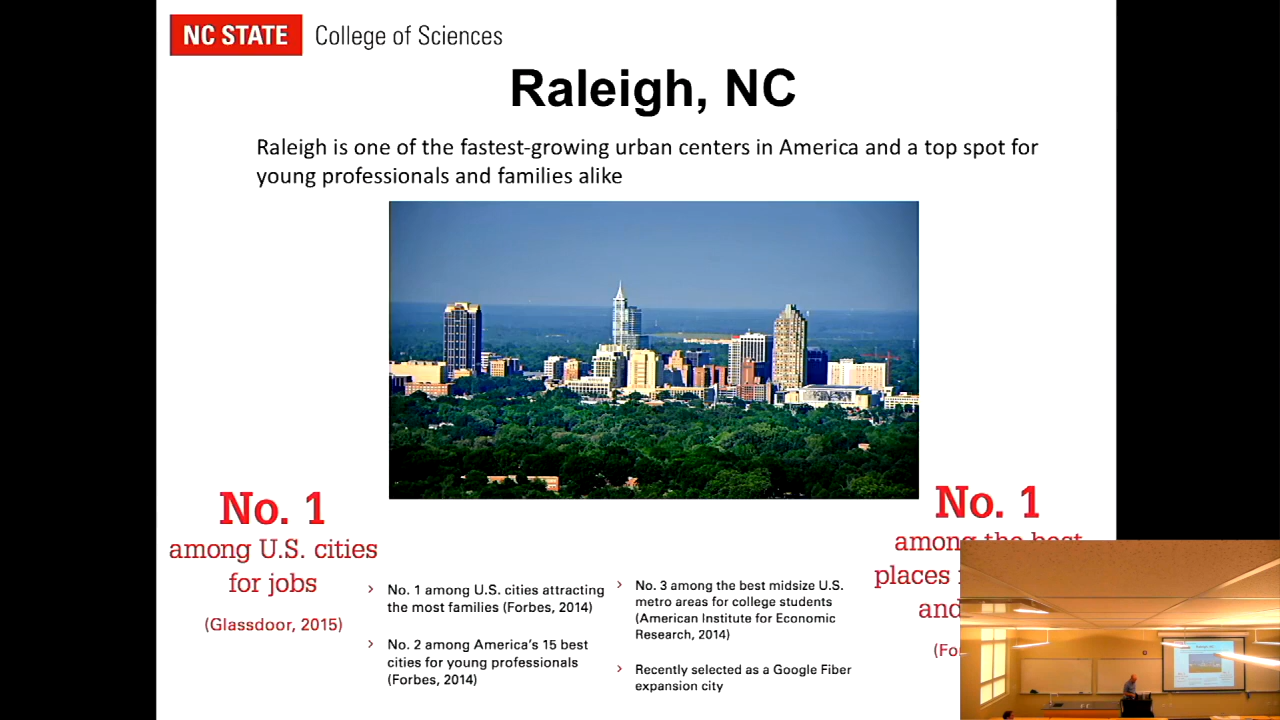 NC STATE College of Sciences
Raleigh, NC
Raleigh is one of the fastest-growing urban centers in America and a top spot for
young professionals and families alike
No. 1
among U.S. cities
for jobs
(Glassdoor, 2015)
› No. 1 among U.S. cities attracting
the most families (Forbes, 2014)
› No. 2 among America's 15 best
cities for young professionals
(Forbes, 2014)
› No. 3 among the best midsize U.S.
metro areas for college students
(American Institute for Economic
Research, 2014)
› Recently selected as a Google Fiber
expansion city
No. 1
among the best
places
and